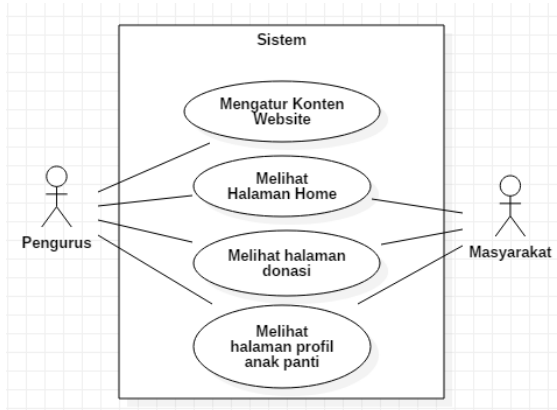 Sistem
Mengatur Konten
Website
Melihat
Halaman Home
Pengurus
Masyarakat
Melihat halaman
donasi
Melihat
halaman profil
anak panti